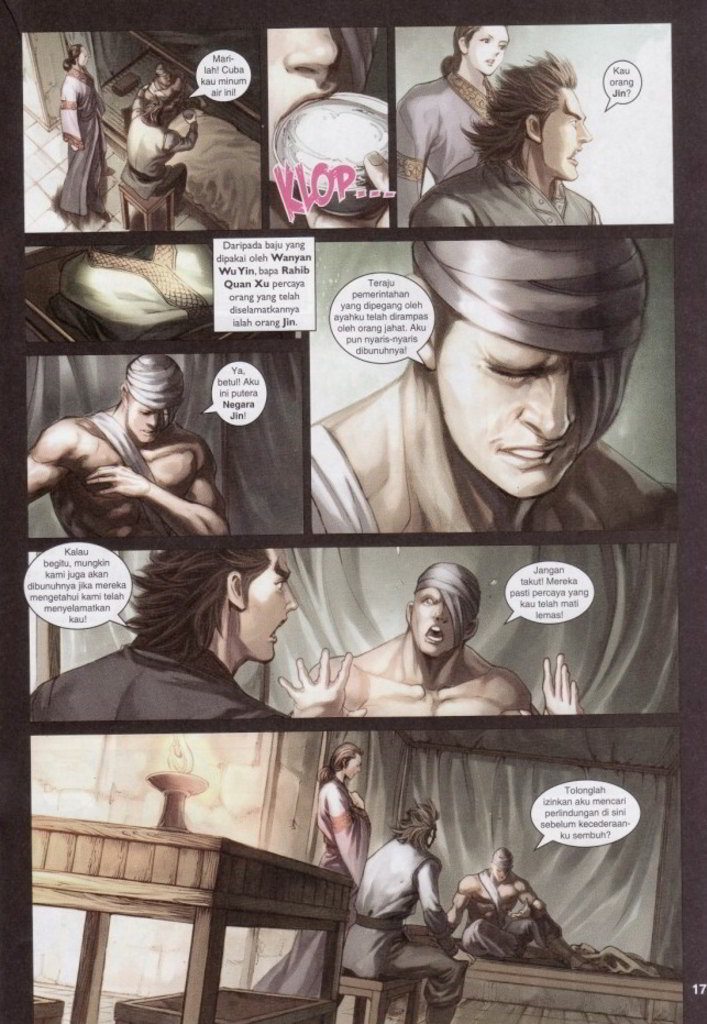 Mari-
lah! Cuba
kau minum
air ini!
KLOP...
Kau
orang
Jin?
Daripada baju yang
dipakai oleh Wanyan
Wu Yin, bapa Rahib
Quan Xu percaya
orang yang telah
diselamatkannya
ialah orang Jin.
Teraju
pemerintahan
yang dipegang oleh
ayahku telah dirampas
oleh orang jahat. Aku
pun nyaris-nyaris
dibunuhnya!
Ya,
betul! Aku
ini putera
Negara
Jin!
Kalau
begitu, mungkin
kami juga akan
dibunuhnya jika mereka
mengetahui kami telah
menyelamatkan
kau!
Jangan
takut! Mereka
pasti percaya yang
kau telah mati
lemas!
Tolonglah
izinkan aku mencari
perlindungan di sini
sebelum kecederaan-
ku sembuh?
17